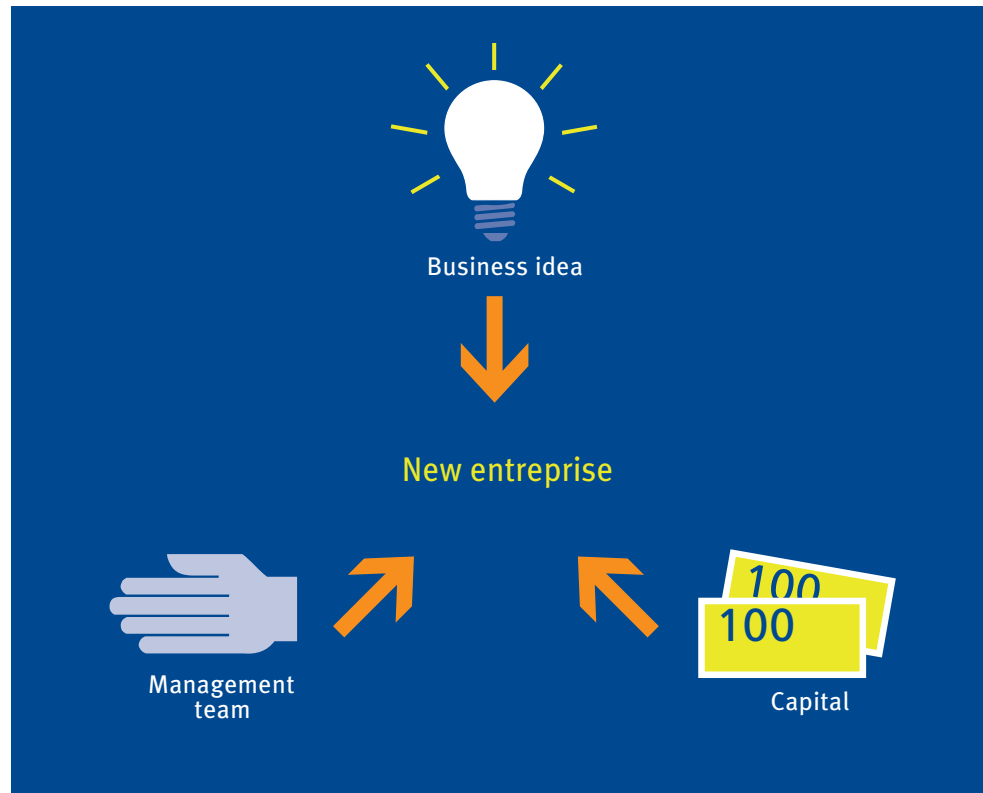 Business idea
New entreprise
100
100
Management
team
Capital